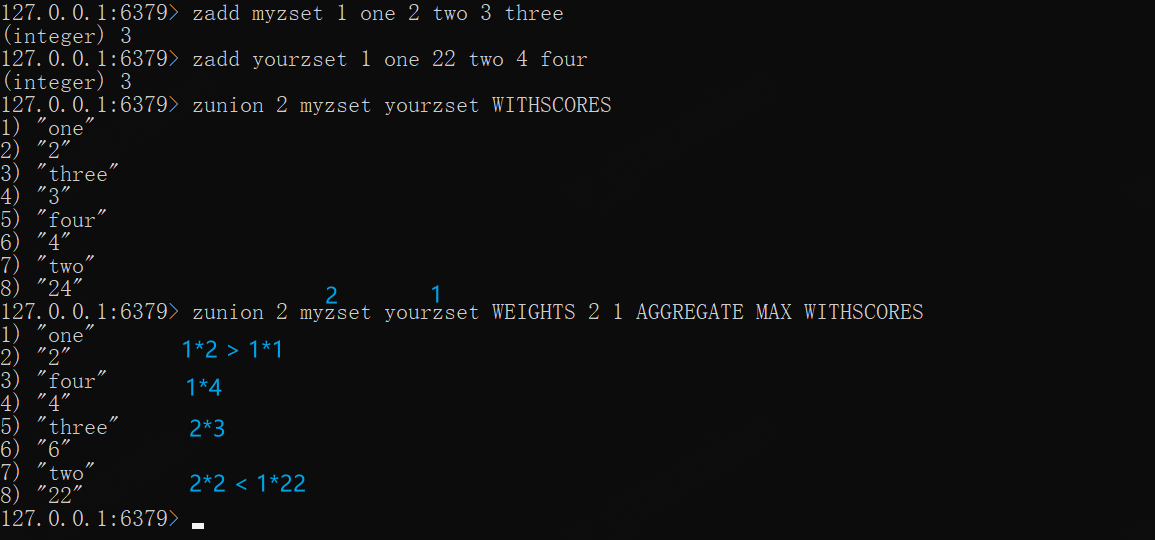 127.0.0.1:6379> zadd myzset 1 one 2 two 3 three
(integer) 3
127.0.0.1:6379> zadd yourzset 1 one 22 two 4 four
(integer) 3
127.0.0.1:6379> zunion 2 myzset yourzset WITHSCORES
1) "one"
2) "2"
3) "three"
4) "3"
5) "four"
6) "4"
7) "two"
8) "24"
2 1
127.0.0.1:6379> zunion 2 myzset yourzset WEIGHTS 2 1 AGGREGATE MAX WITHSCORES
1) "one"
2) "2" 1*2 > 1*1
3) "four" 1*4
4) "4"
5) "three" 2*3
6) "6"
7) "two" 2*2 < 1*22
8) "22"
127.0.0.1:6379>